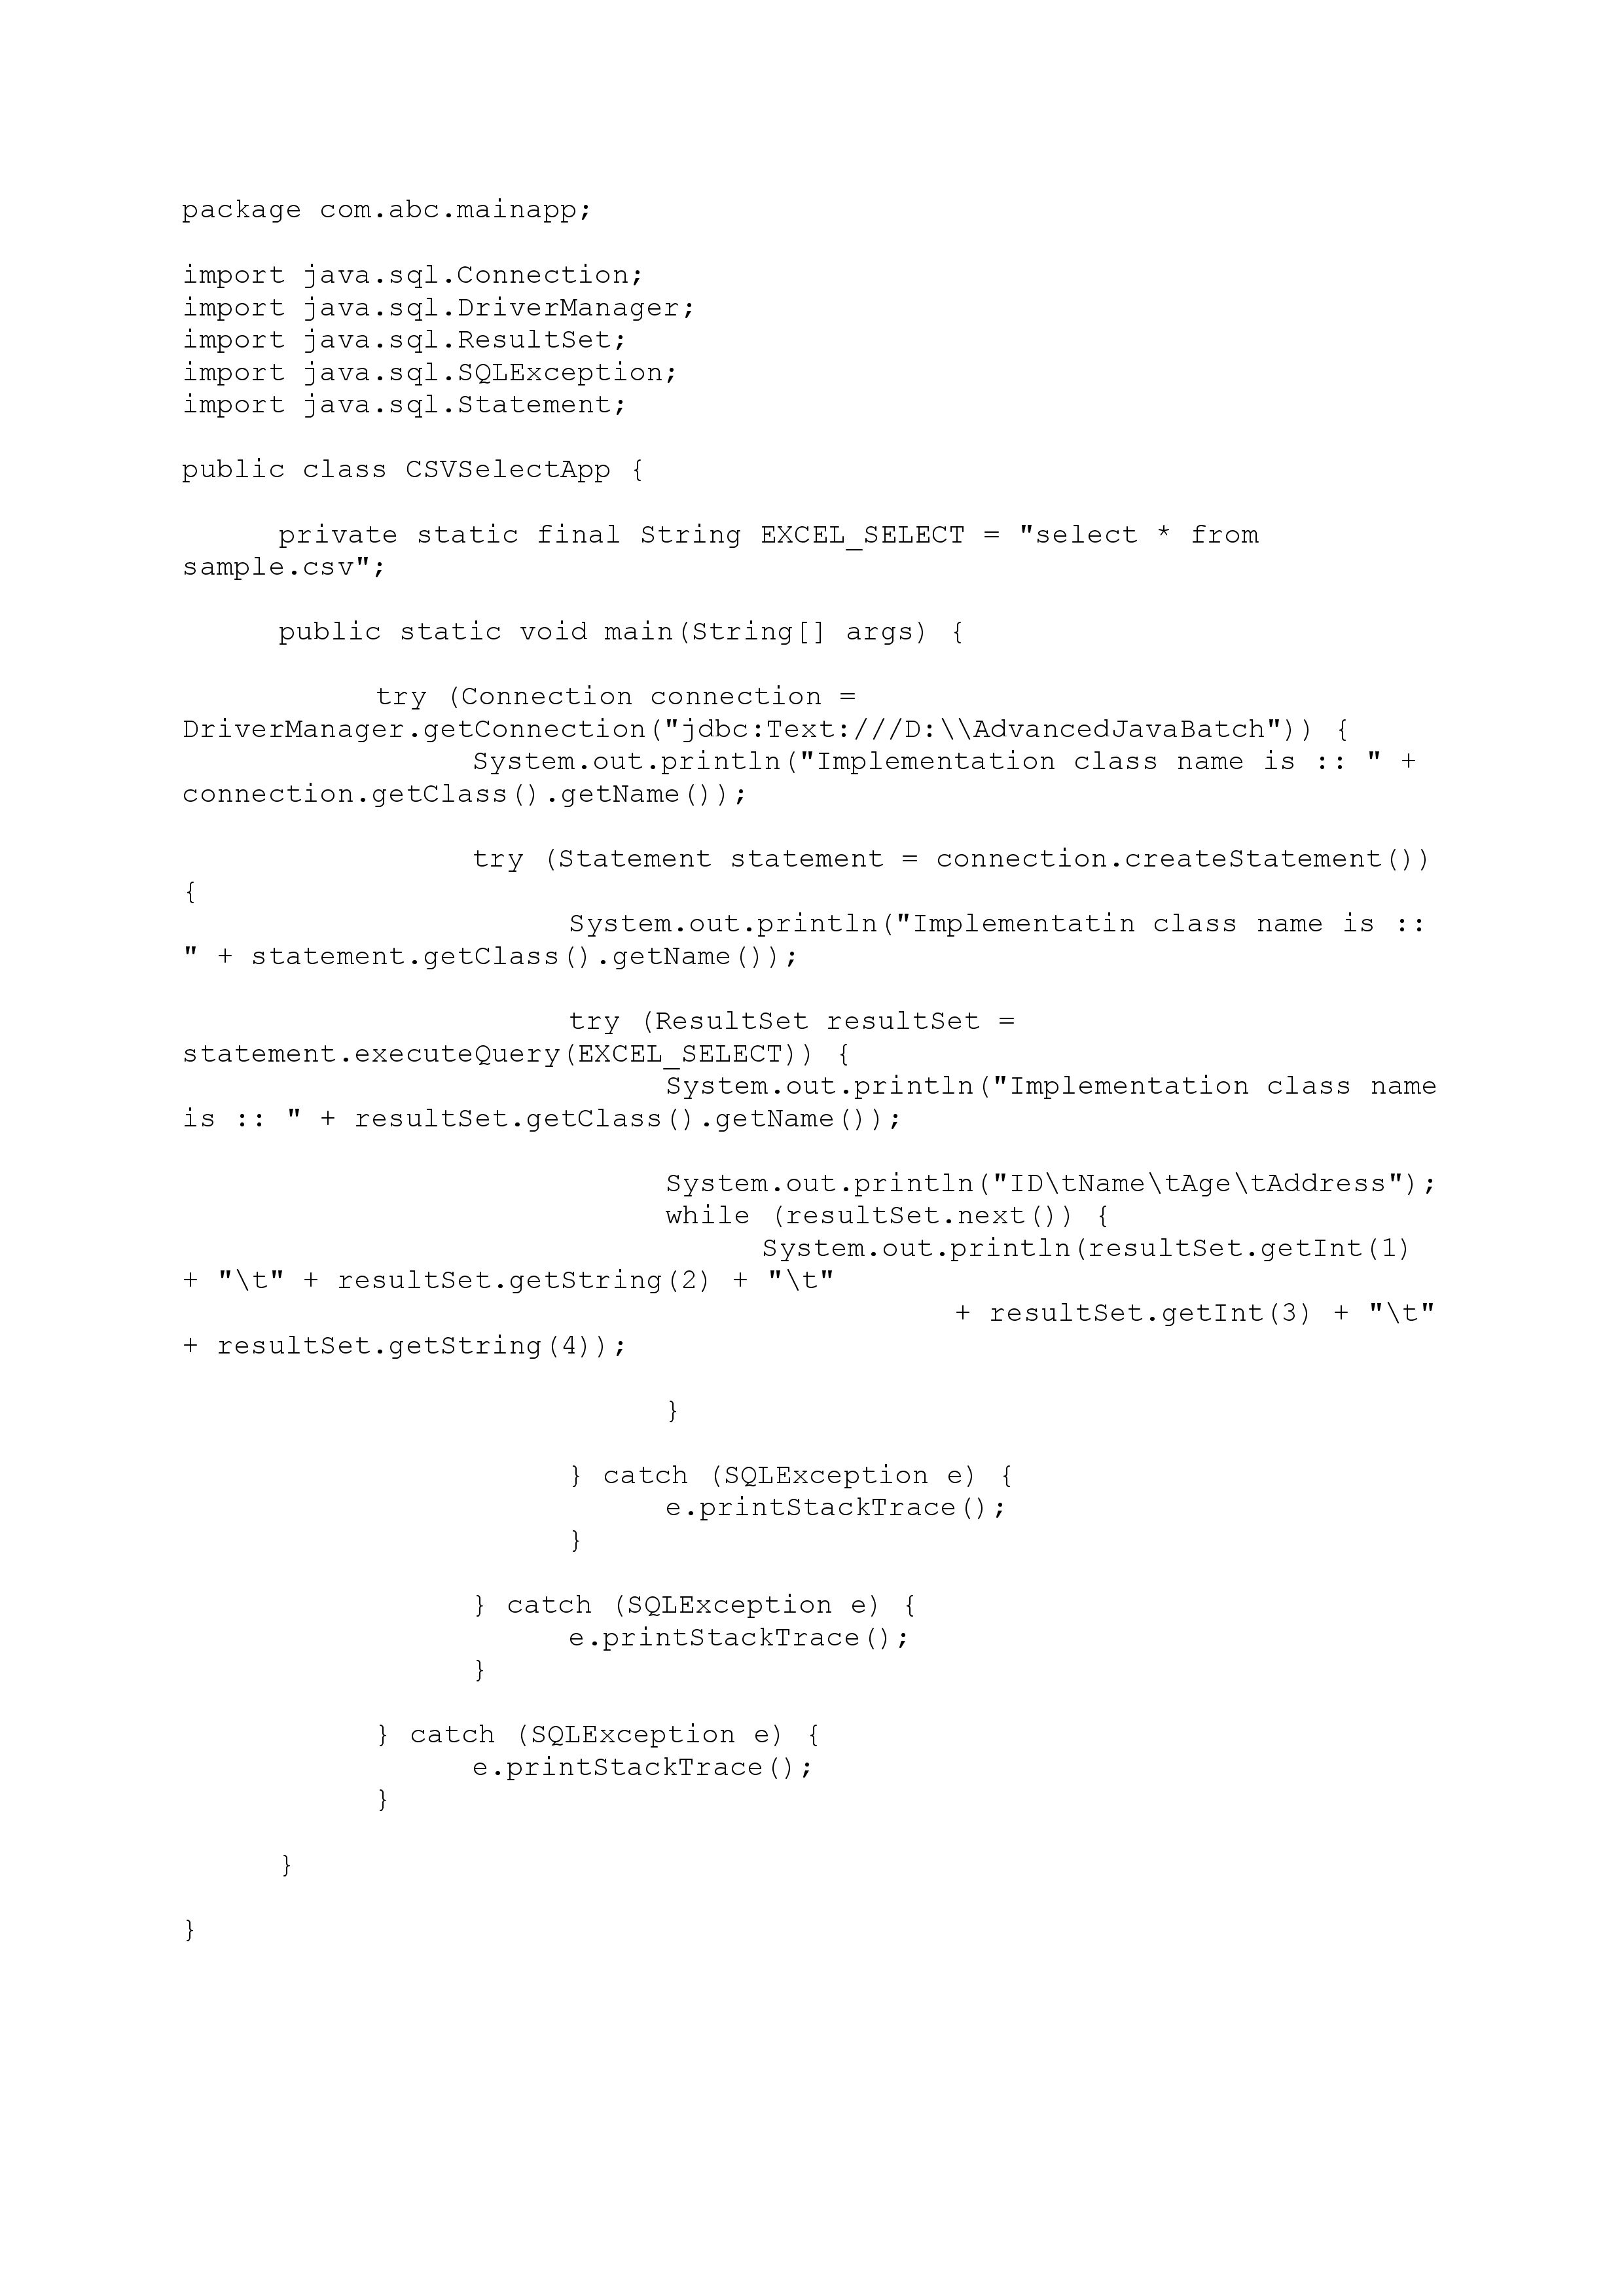 package com.abc.mainapp;
import java.sql.Connection;
import java.sql.DriverManager;
import java.sql.ResultSet;
import java.sql.SQLException;
import java.sql.Statement;
public class CSVSelectApp {
private static final String EXCEL_SELECT = "select * from
sample.csv";
public static void main(String[] args) {
try (Connection connection =
DriverManager.getConnection("jdbc:Text:///D:\\AdvancedJavaBatch")) {
System.out.println("Implementation class name is :: " +
connection.getClass().getName());
try (Statement statement = connection.createStatement())
{
System.out.println("Implementatin class name is ::
" + statement.getClass().getName());
try (ResultSet resultSet =
statement.executeQuery(EXCEL_SELECT)) {
System.out.println("Implementation class name
is :: " + resultSet.getClass().getName());
System.out.println("ID\tName\tAge\tAddress");
while (resultSet.next()) {
System.out.println(resultSet.getInt(1)
+ "\t" + resultSet.getString(2) + "\t"
+ resultSet.getInt(3) + "\t"
+ resultSet.getString(4));
}
} catch (SQLException e) {
e.printStackTrace();
}
} catch (SQLException e) {
e.printStackTrace();
}
} catch (SQLException e) {
e.printStackTrace();
}
}
}